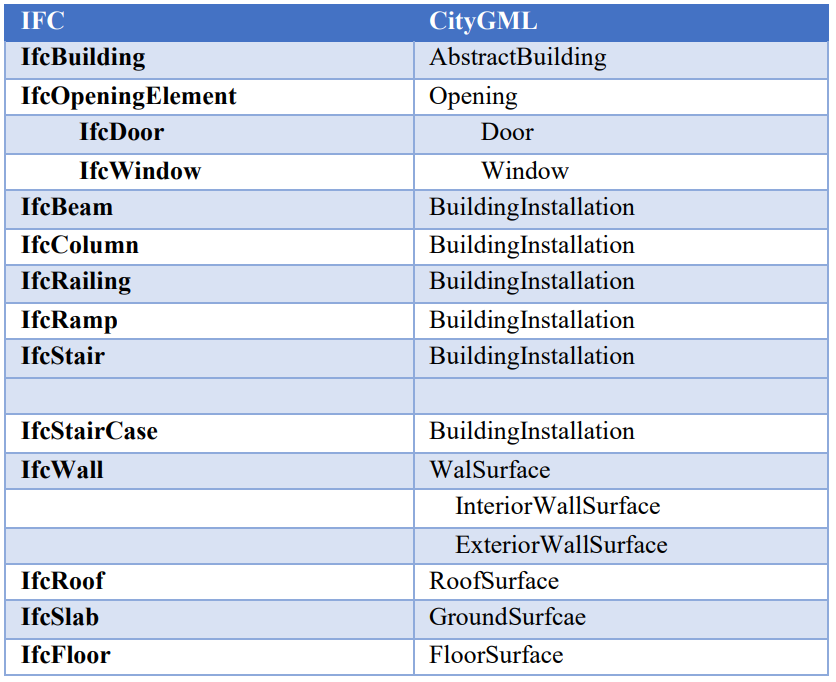 IFC CityGML
IfcBuilding AbstractBuilding
IfcOpeningElement Opening
IfcDoor Door
IfcWindow Window
IfcBeam BuildingInstallation
IfcColumn BuildingInstallation
IfcRailing BuildingInstallation
IfcRamp BuildingInstallation
IfcStair BuildingInstallation
IfcStairCase BuildingInstallation
IfcWall WalSurface
InteriorWallSurface
ExteriorWallSurface
IfcRoof RoofSurface
IfcSlab GroundSurfcae
IfcFloor FloorSurface